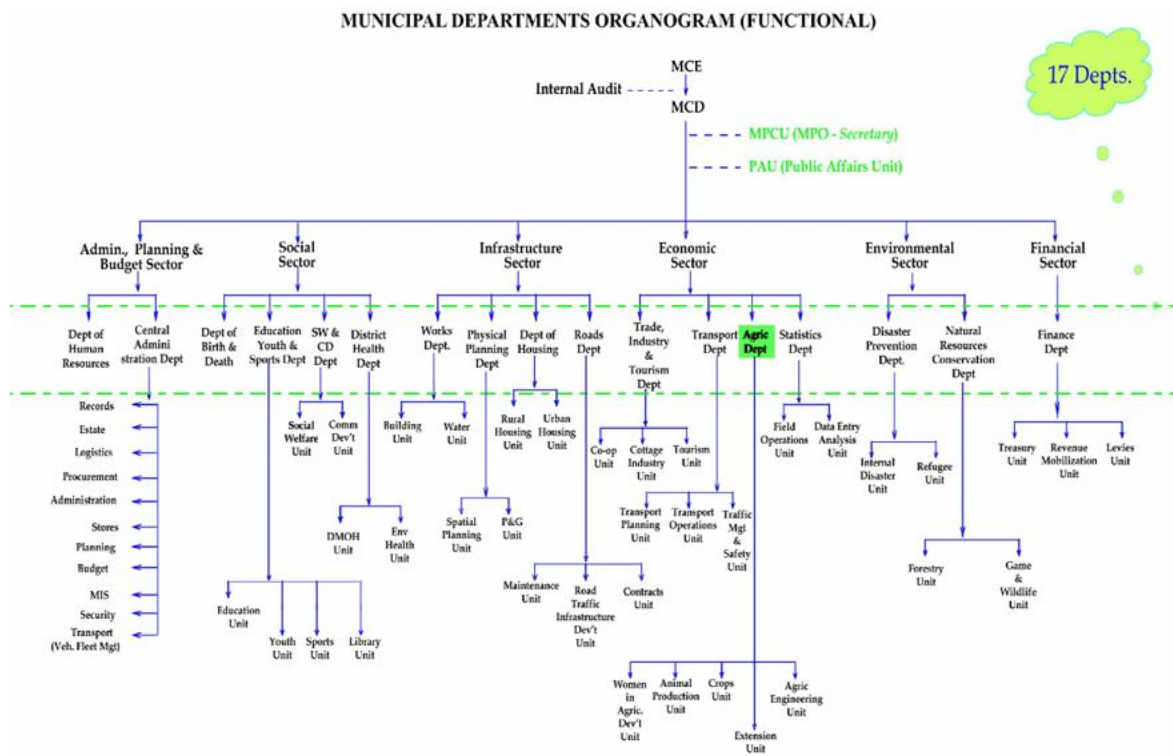 MUNICIPAL DEPARTMENTS ORGANOGRAM (FUNCTIONAL)
17 Depts.
MCE
Internal Audit
MCD
MPCU (MPO - Secretary)
PAU (Public Affairs Unit)
Admin., Planning &
Budget Sector
Social
Sector
Infrastructure
Sector
Economic
Sector
Environmental
Sector
Financial
Sector
Dept of
Human
Resources
Central
Admini
stration Dept
Dept of
Birth &
Death
Education
Youth &
Sports Dept
SW &
CD
Dept
District
Health
Dept
Works
Dept.
Physical
Planning
Dept
Dept of
Housing
Roads
Dept
Trade,
Industry
&
Tourism
Dept
Transport
Dept
Agric
Dept
Statistics
Dept
Disaster
Prevention
Dept.
Natural
Resources
Conservation
Dept
Finance
Dept
Records
Estate
Logistics
Procurement
Administration
Stores
Planning
Budget
MIS
Security
Transport
(Veh. Fleet Mgt)
Social
Welfare
Unit
Comm
Dev't
Unit
Building
Unit
Water
Unit
Rural
Housing
Unit
Urban
Housing
Unit
Co-op
Unit
Cottage
Industry
Unit
Tourism
Unit
Field
Operations
Unit
Data Entry
Analysis
Unit
Internal
Disaster
Unit
Refugee
Unit
Treasury
Unit
Revenue
Mobilization
Unit
Levies
Unit
DMOH
Unit
Env
Health
Unit
Spatial
Planning
Unit
P&G
Unit
Transport
Planning
Unit
Transport
Operations
Unit
Traffic
Mgt
&
Safety
Unit
Forestry
Unit
Game
&
Wildlife
Unit
Education
Unit
Youth
Unit
Sports
Unit
Library
Unit
Maintenance
Unit
Road
Traffic
Infrastructure
Dev't
Unit
Contracts
Unit
Women
in
Agric.
Dev't
Unit
Animal
Production
Unit
Crops
Unit
Extension
Unit
Agric
Engineering
Unit